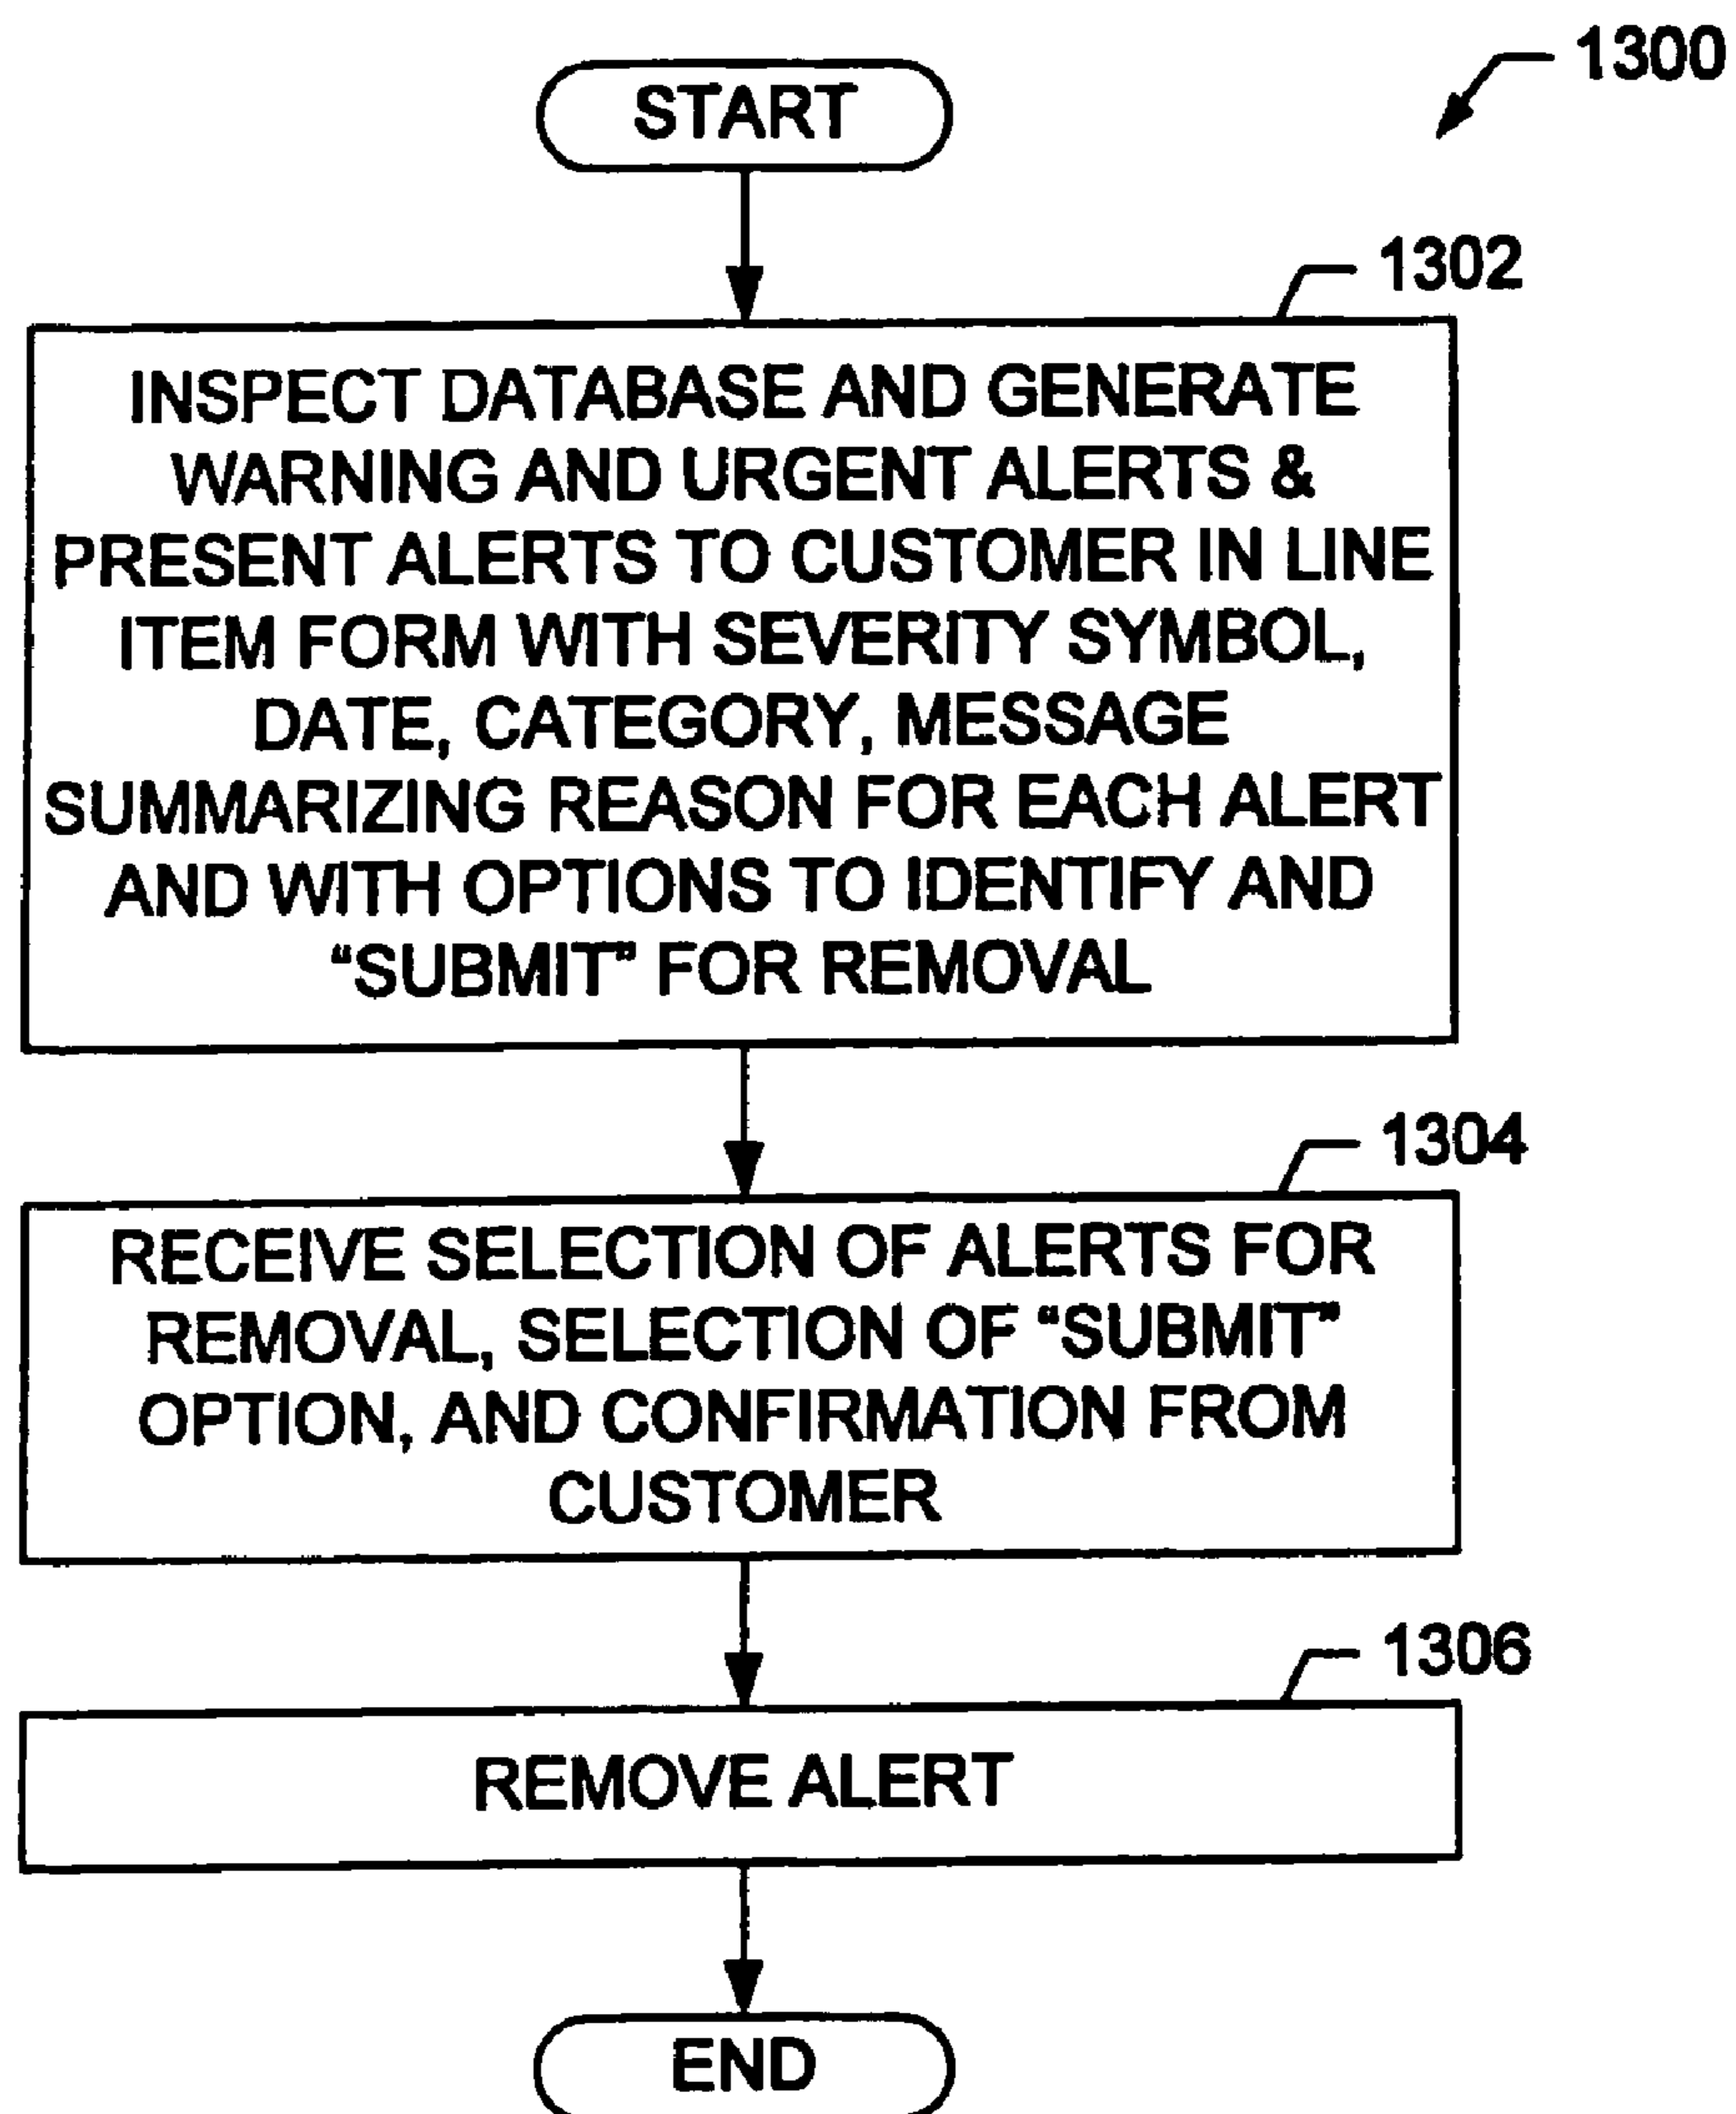 1300
START
1302
INSPECT DATABASE AND GENERATE
WARNING AND URGENT ALERTS &
PRESENT ALERTS TO CUSTOMER IN LINE
ITEM FORM WITH SEVERITY SYMBOL,
DATE, CATEGORY, MESSAGE
SUMMARIZING REASON FOR EACH ALERT
AND WITH OPTIONS TO IDENTIFY AND
“SUBMIT” FOR REMOVAL
1304
RECEIVE SELECTION OF ALERTS FOR
REMOVAL, SELECTION OF “SUBMIT”
OPTION, AND CONFIRMATION FROM
CUSTOMER
1306
REMOVE ALERT
END